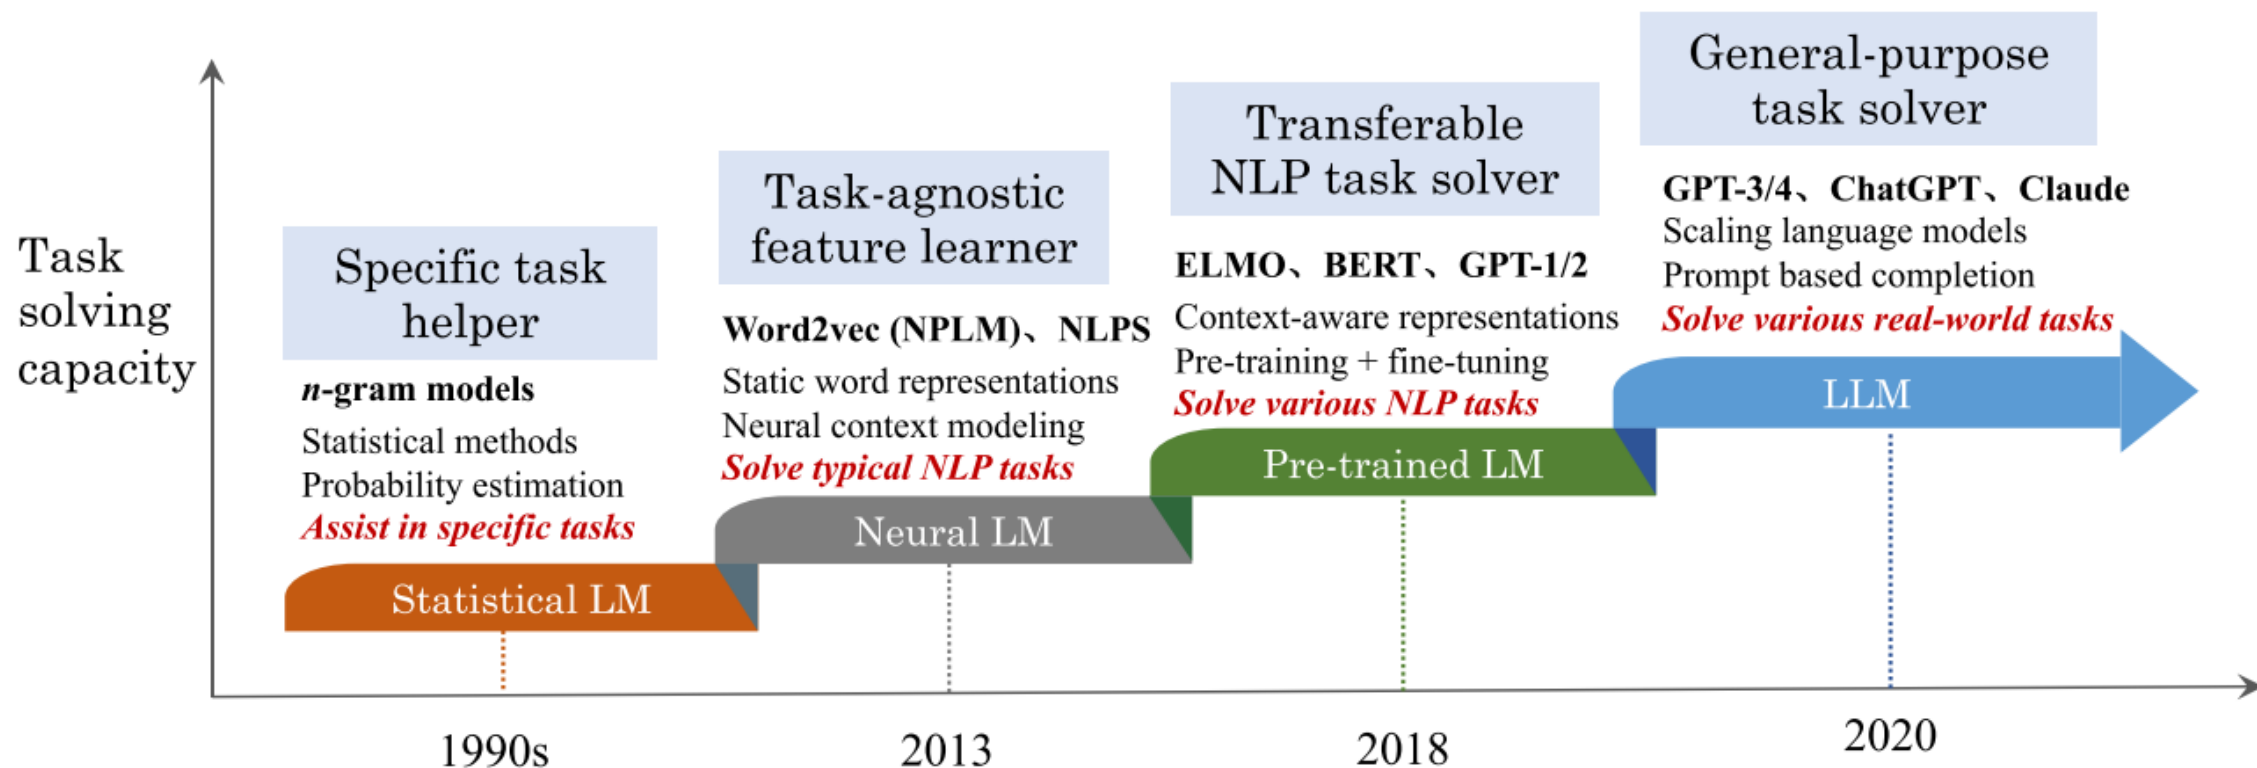 Task
solving
capacity
Specific task
helper
n-gram models
Statistical methods
Probability estimation
Assist in specific tasks
Statistical LM
1990s
Task-agnostic
feature learner
Word2vec (NPLM)、NLPS
Static word representations
Neural context modeling
Solve typical NLP tasks
Neural LM
2013
Transferable
NLP task solver
ELMO、BERT、GPT-1/2
Context-aware representations
Pre-training + fine-tuning
Solve various NLP tasks
Pre-trained LM
2018
General-purpose
task solver
GPT-3/4、ChatGPT、Claude
Scaling language models
Prompt based completion
Solve various real-world tasks
LLM
2020